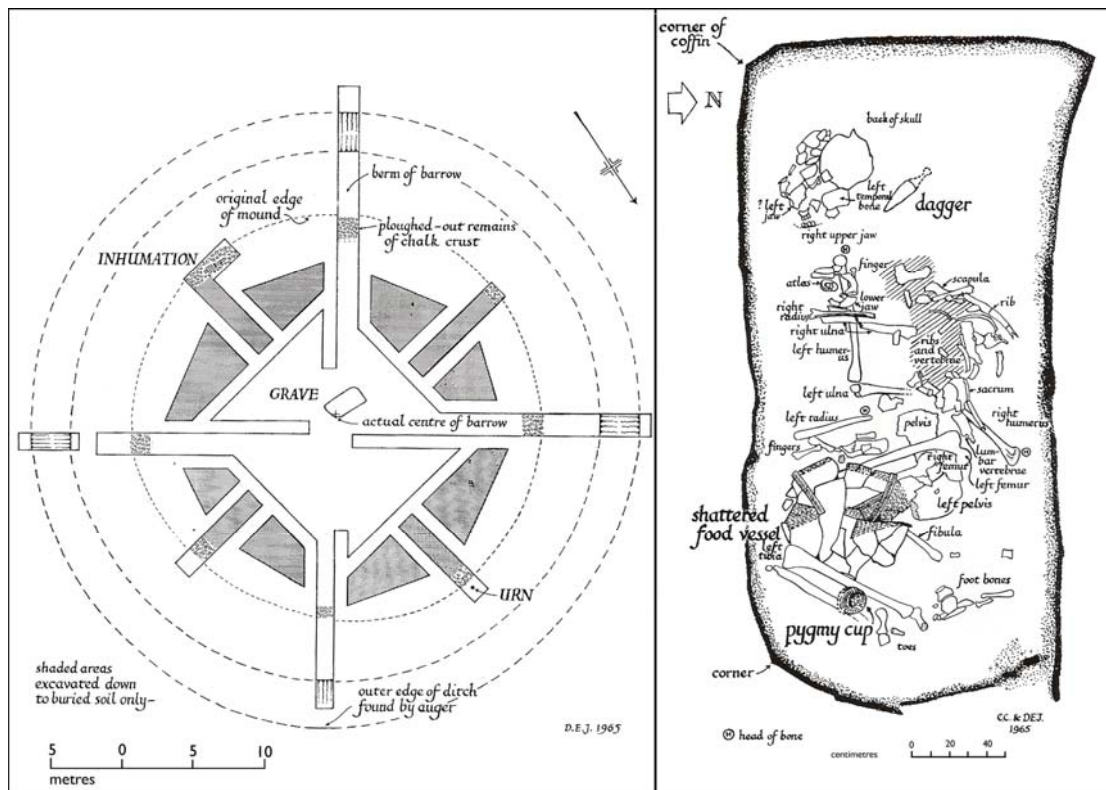 berm of barrow
original edge
of mound
ploughed-out remains
of chalk crust
INHUMATION
GRAVE
actual centre of barrow
URN
shaded areas
excavated down
to buried soil only-
outer edge of ditch
found by auger
D.E.J. 1965
5 0 5 10
metres
corner of
coffin
N
back of skull
left
temporal
bone
dagger
? left
jaw
right upper jaw
H
finger
scapula
atlas
rib
lower
jaw
right
radius
right ulna
left humer-
us
ribs
and
vertebrae
left ulna
sacrum
left radius
H
pelvis
right
humerus
fingers
right
femur
lum-
bar
vertebrae
H
left femur
left pelvis
shattered
food vessel
fibula
left
tibia
foot bones
pygmy cup
toes
corner
C.C. & DEJ.
1965
H head of bone
centimetres
0 20 40